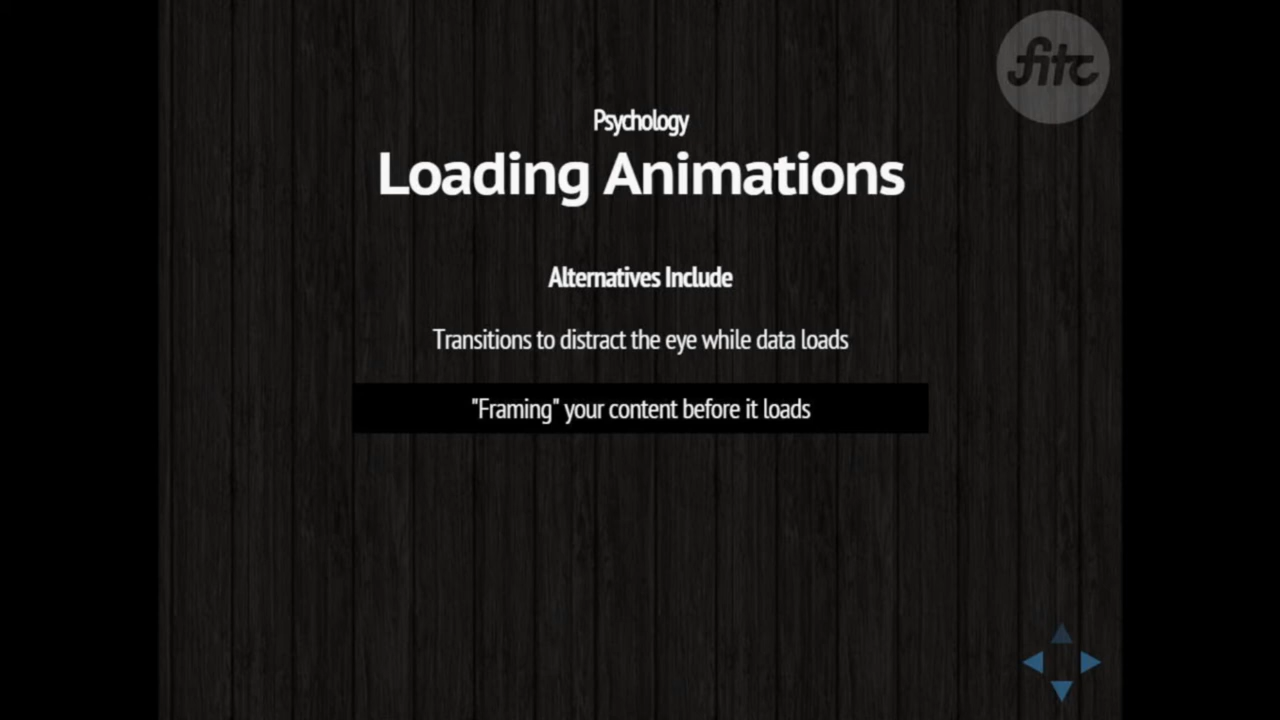 fitc
Psychology
Loading Animations
Alternatives Include
Transitions to distract the eye while data loads
"Framing" your content before it loads